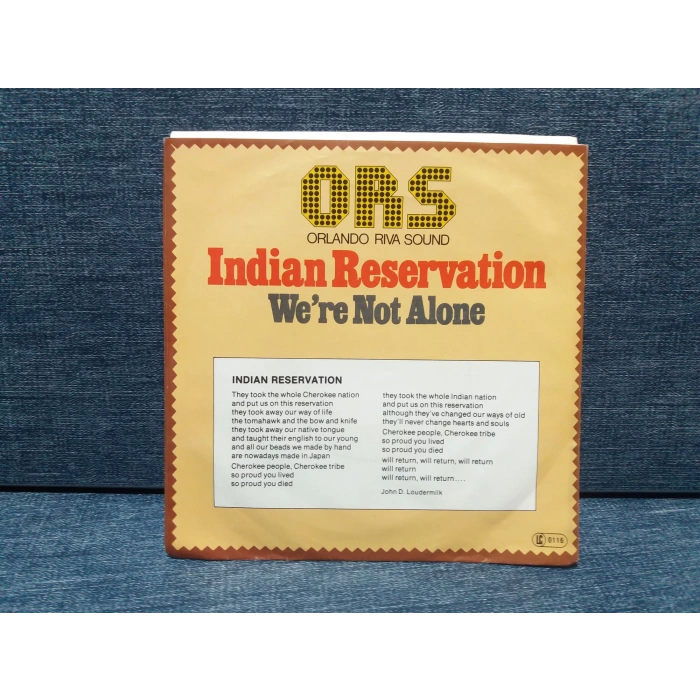 ORS
ORLANDO RIVA SOUND
Indian Reservation
We're Not Alone
INDIAN RESERVATION
They took the whole Cherokee nation
and put us on this reservation
they took away our way of life
the tomahawk and the bow and knife
they took away our native tongue
and taught their english to our young
and all our beads we made by hand
are nowadays made in Japan
Cherokee people, Cherokee tribe
so proud you lived
so proud you died
they took the whole Indian nation
and put us on this reservation
although they've changed our ways of old
they'll never change hearts and souls
Cherokee people, Cherokee tribe
so proud you lived
so proud you died
will return, will return, will return
will return
will return, will return....
John D. Loudermilk
LC 0116